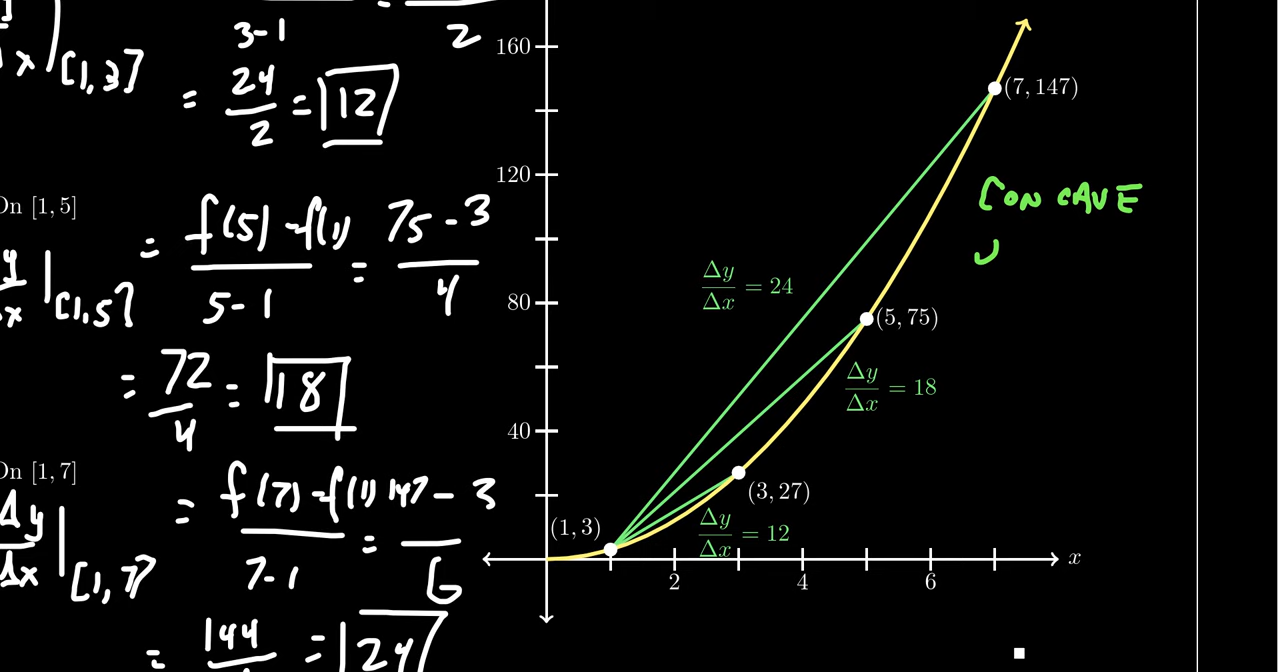 x|[1,3]
3-1
2
= 24/2 = 12
On [1, 5]
y/x |[1,5] = f(5)-f(1)/5-1 = 75-3/4
= 72/4 = 18
On [1, 7]
Δy/Δx |[1,7] = f(7)-f(1)/7-1 = 147-3/6
= 144 = 24
160
120
80
40
2 4 6
x
(7, 147)
CONCAVE
Δy/Δx = 24
(5, 75)
Δy/Δx = 18
(3, 27)
(1, 3)
Δy/Δx = 12